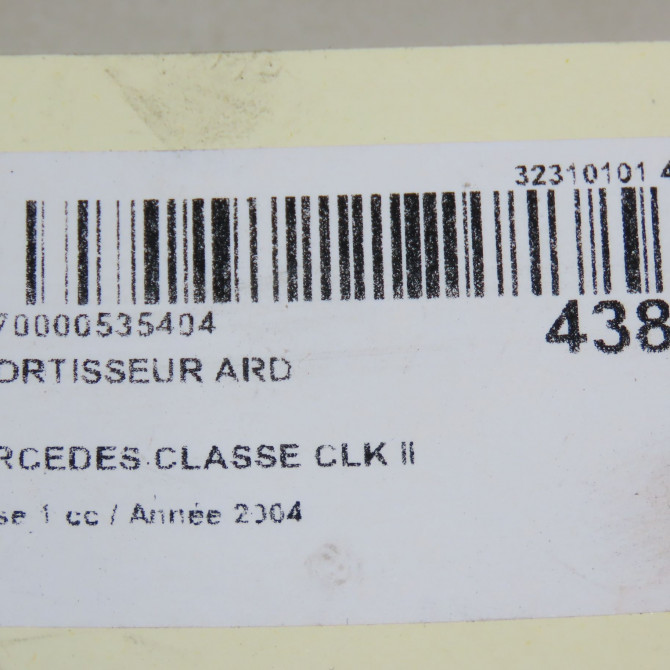 32310101 4
70000535404
438
ORTISSEUR ARD
RCEDES CLASSE CLK II
se 1 cc / Année 2004